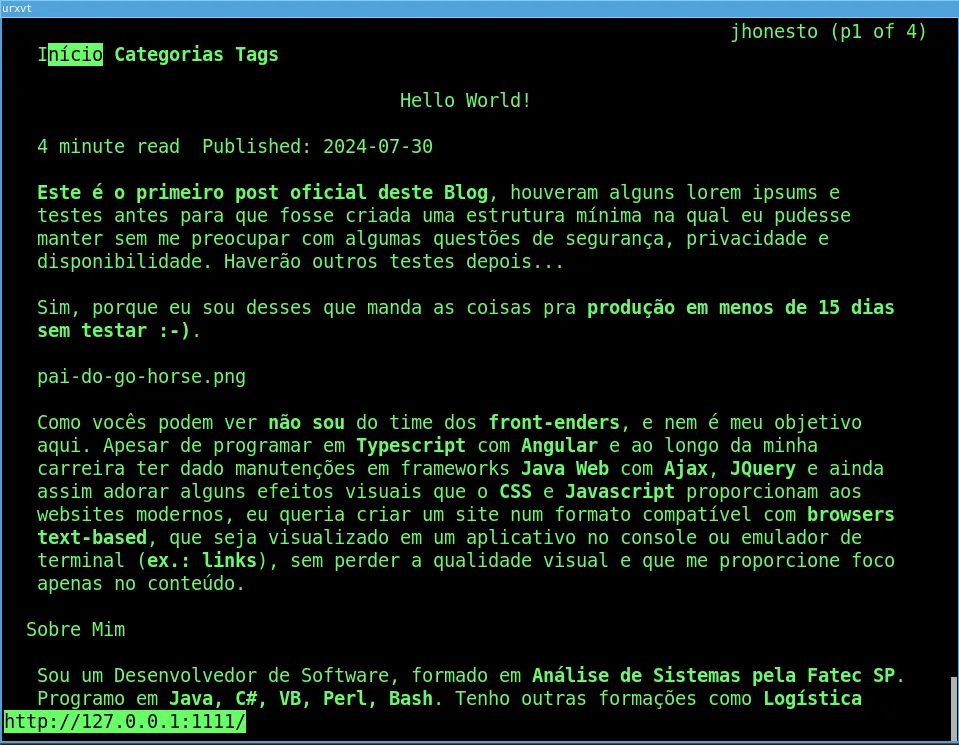 urxvt
jhonesto (p1 of 4)
Início Categorias Tags
Hello World!
4 minute read  Published: 2024-07-30
Este é o primeiro post oficial deste Blog, houveram alguns lorem ipsums e
testes antes para que fosse criada uma estrutura mínima na qual eu pudesse
manter sem me preocupar com algumas questões de segurança, privacidade e
disponibilidade. Haverão outros testes depois...
Sim, porque eu sou desses que manda as coisas pra produção em menos de 15 dias
sem testar :-).
pai-do-go-horse.png
Como vocês podem ver não sou do time dos front-enders, e nem é meu objetivo
aqui. Apesar de programar em Typescript com Angular e ao longo da minha
carreira ter dado manutenções em frameworks Java Web com Ajax, JQuery e ainda
assim adorar alguns efeitos visuais que o CSS e Javascript proporcionam aos
websites modernos, eu queria criar um site num formato compatível com browsers
text-based, que seja visualizado em um aplicativo no console ou emulador de
terminal (ex.: links), sem perder a qualidade visual e que me proporcione foco
apenas no conteúdo.
Sobre Mim
Sou um Desenvolvedor de Software, formado em Análise de Sistemas pela Fatec SP.
Programo em Java, C#, VB, Perl, Bash. Tenho outras formações como Logística
http://127.0.0.1:1111/